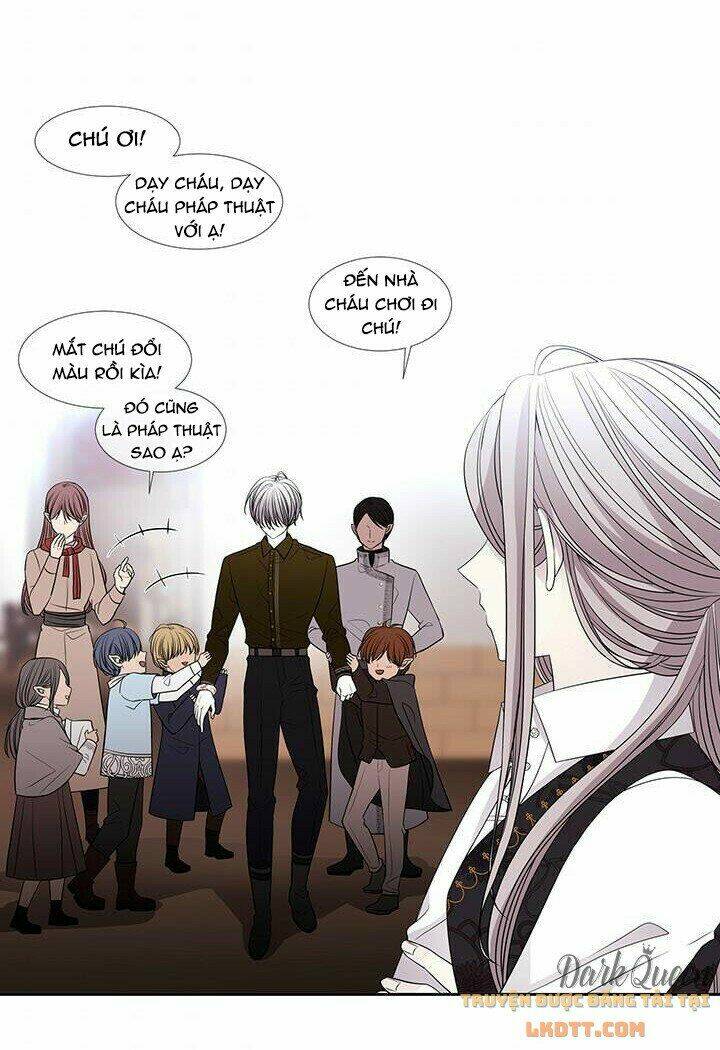 CHÚ ƠI!
DẠY CHÁU, DẠY
CHÁU PHÁP THUẬT
VỚI Ạ!
ĐẾN NHÀ
CHÁU CHƠI ĐI
CHÚ!
MẮT CHÚ ĐỔI
MÀU RỒI KÌA!
ĐÓ CŨNG
LÀ PHÁP THUẬT
SAO Ạ?
DarkQueen
TRUYỆN ĐƯỢC ĐĂNG TẢI TẠI
LKDTT.COM